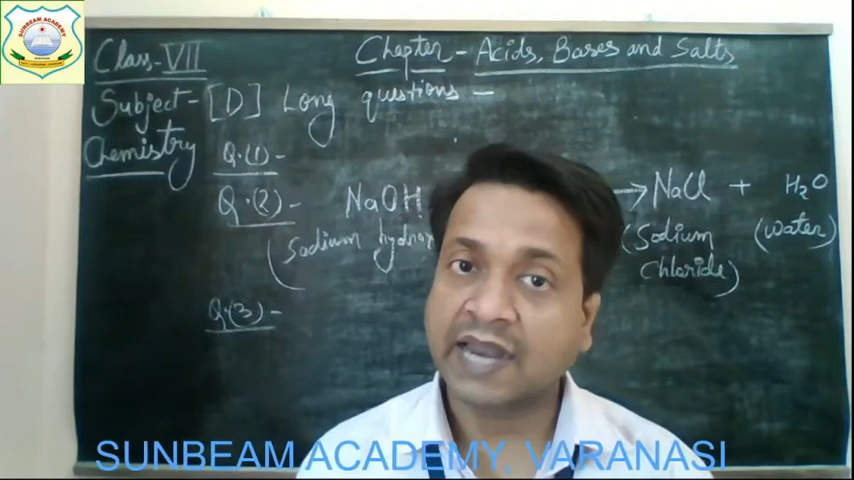 SUNBEAM ACADEMY
Class-VII
Chapter - Acids, Bases and Salts
Subject- [D] Long questions -
Chemistry
Q.(1)-
Q.(2)- NaOH → NaCl + H₂O
(Sodium (Sodium Chloride) (water)
Q.(3)-
SUNBEAM ACADEMY, VARANASI